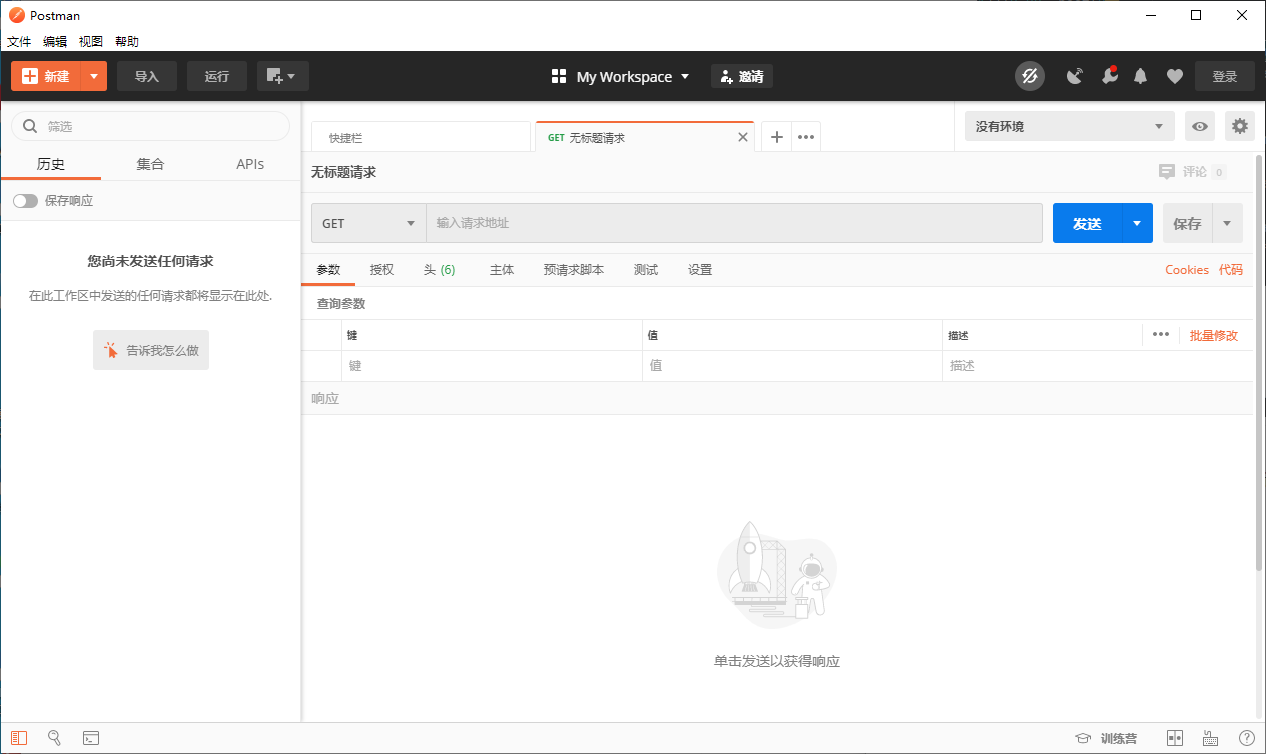 Postman
文件 编辑 视图 帮助
新建 导入 运行 My Workspace 邀请 登录
筛选
历史 集合 APIs
保存响应
您尚未发送任何请求
在此工作区中发送的任何请求都将显示在此处.
告诉我怎么做
快捷栏 GET 无标题请求 没有环境
无标题请求 评论 0
GET 输入请求地址 发送 保存
参数 授权 头 (6) 主体 预请求脚本 测试 设置 Cookies 代码
查询参数
键 值 描述 批量修改
键 值 描述
响应
单击发送以获得响应
训练营